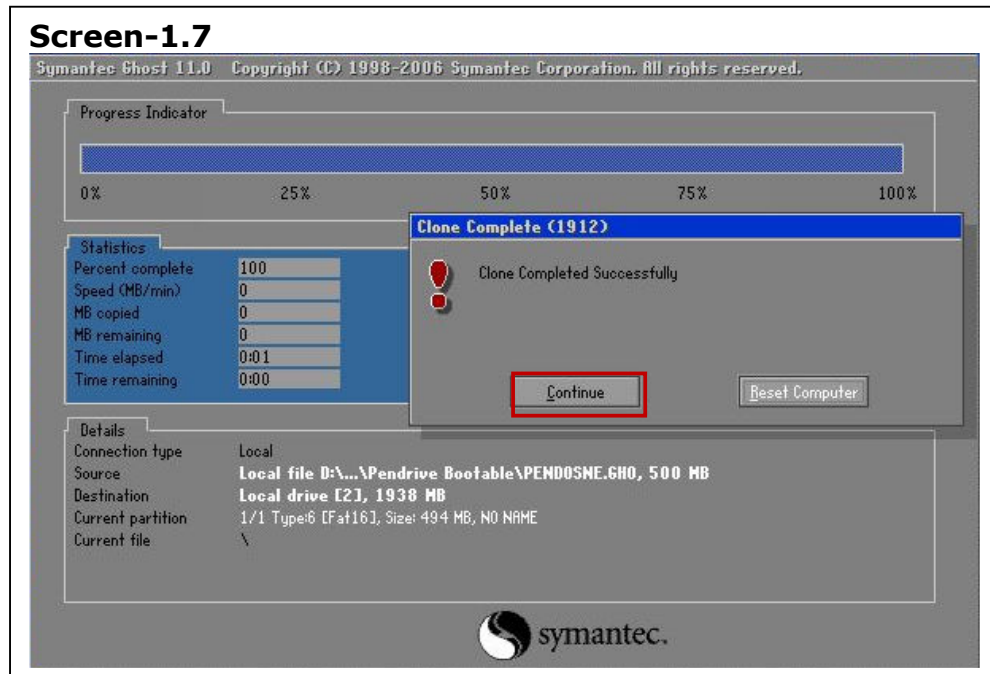 Screen-1.7
Symantec Ghost 11.0 Copyright (C) 1998-2006 Symantec Corporation. All rights reserved.
Progress Indicator
0% 25% 50% 75% 100%
Statistics
Percent complete 100
Speed (MB/min) 0
MB copied 0
MB remaining 0
Time elapsed 0:01
Time remaining 0:00
Clone Complete (1912)
Clone Completed Successfully
Continue Reset Computer
Details
Connection type Local
Source Local file D:\...\Pendrive Bootable\PENDOSNE.GHO, 500 MB
Destination Local drive [2], 1938 MB
Current partition 1/1 Type:6 [Fat16], Size: 494 MB, NO NAME
Current file \
symantec.